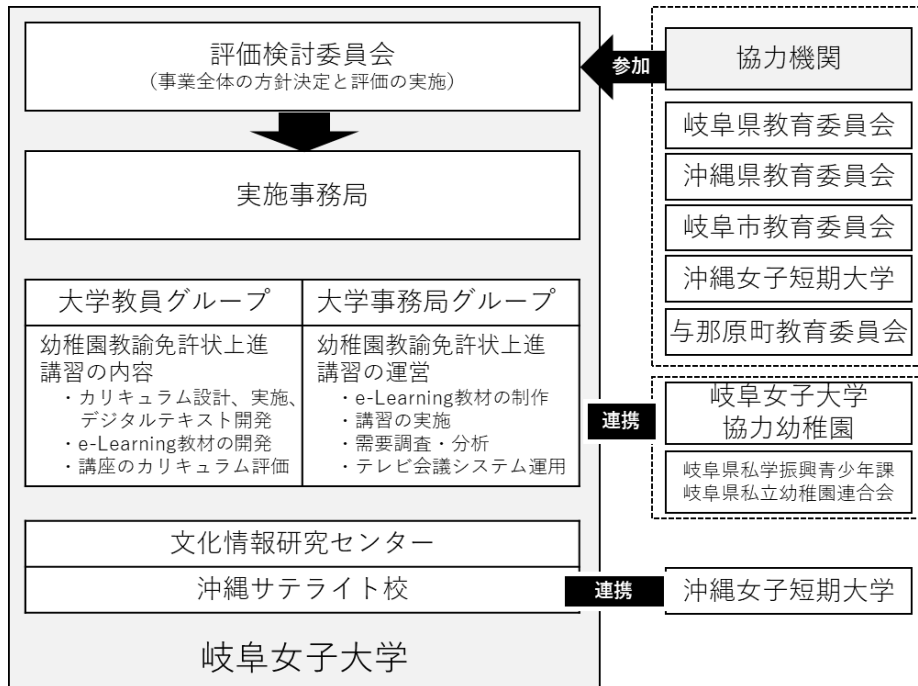 評価検討委員会
（事業全体の方針決定と評価の実施）
実施事務局
大学教員グループ
幼稚園教諭免許状上進
講習の内容
・カリキュラム設計、実施、
デジタルテキスト開発
・e-Learning教材の開発
・講座のカリキュラム評価
大学事務局グループ
幼稚園教諭免許状上進
講習の運営
・e-Learning教材の制作
・講習の実施
・需要調査・分析
・テレビ会議システム運用
文化情報研究センター
沖縄サテライト校
岐阜女子大学
参加
協力機関
岐阜県教育委員会
沖縄県教育委員会
岐阜市教育委員会
沖縄女子短期大学
与那原町教育委員会
連携
岐阜女子大学
協力幼稚園
岐阜県私学振興青少年課
岐阜県私立幼稚園連合会
連携
沖縄女子短期大学